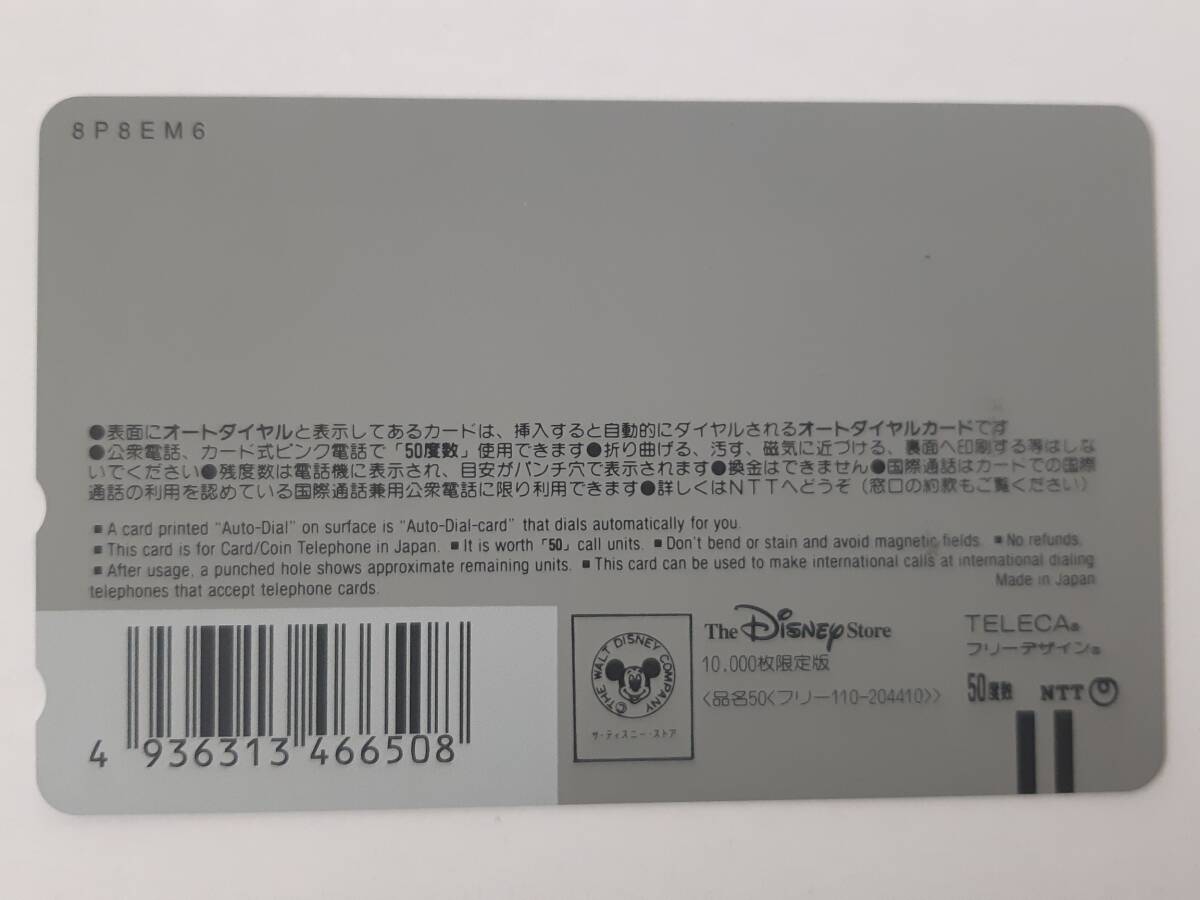 8P8EM6
●表面にオートダイヤルと表示してあるカードは、挿入すると自動的にダイヤルされるオートダイヤルカードです
●公衆電話、カード式ピンク電話で「50度数」使用できます●折り曲げる、汚す、磁気に近づける、裏面へ印刷する等はしな
いでください●残度数は電話機に表示され、目安がパンチ穴で表示されます●換金はできません●国際通話はカードでの国際
通話の利用を認めている国際通話兼用公衆電話に限り利用できます●詳しくはNTTへどうぞ(窓口の約款もご覧ください)
■A card printed "Auto-Dial" on surface is "Auto-Dial-card" that dials automatically for you.
■This card is for Card/Coin Telephone in Japan. ■It is worth「50」call units. ■Don't bend or stain and avoid magnetic fields. ■No refunds.
■After usage, a punched hole shows approximate remaining units. ■This card can be used to make international calls at international dialing
telephones that accept telephone cards.
Made in Japan
4 936313 466508
©THE WALT DISNEY COMPANY
ザ・ディズニー・ストア
The Disney Store
10.000枚限定版
〈品名50〈フリー110-204410〉〉
TELECA®
フリーデザイン®
50度数 NTT